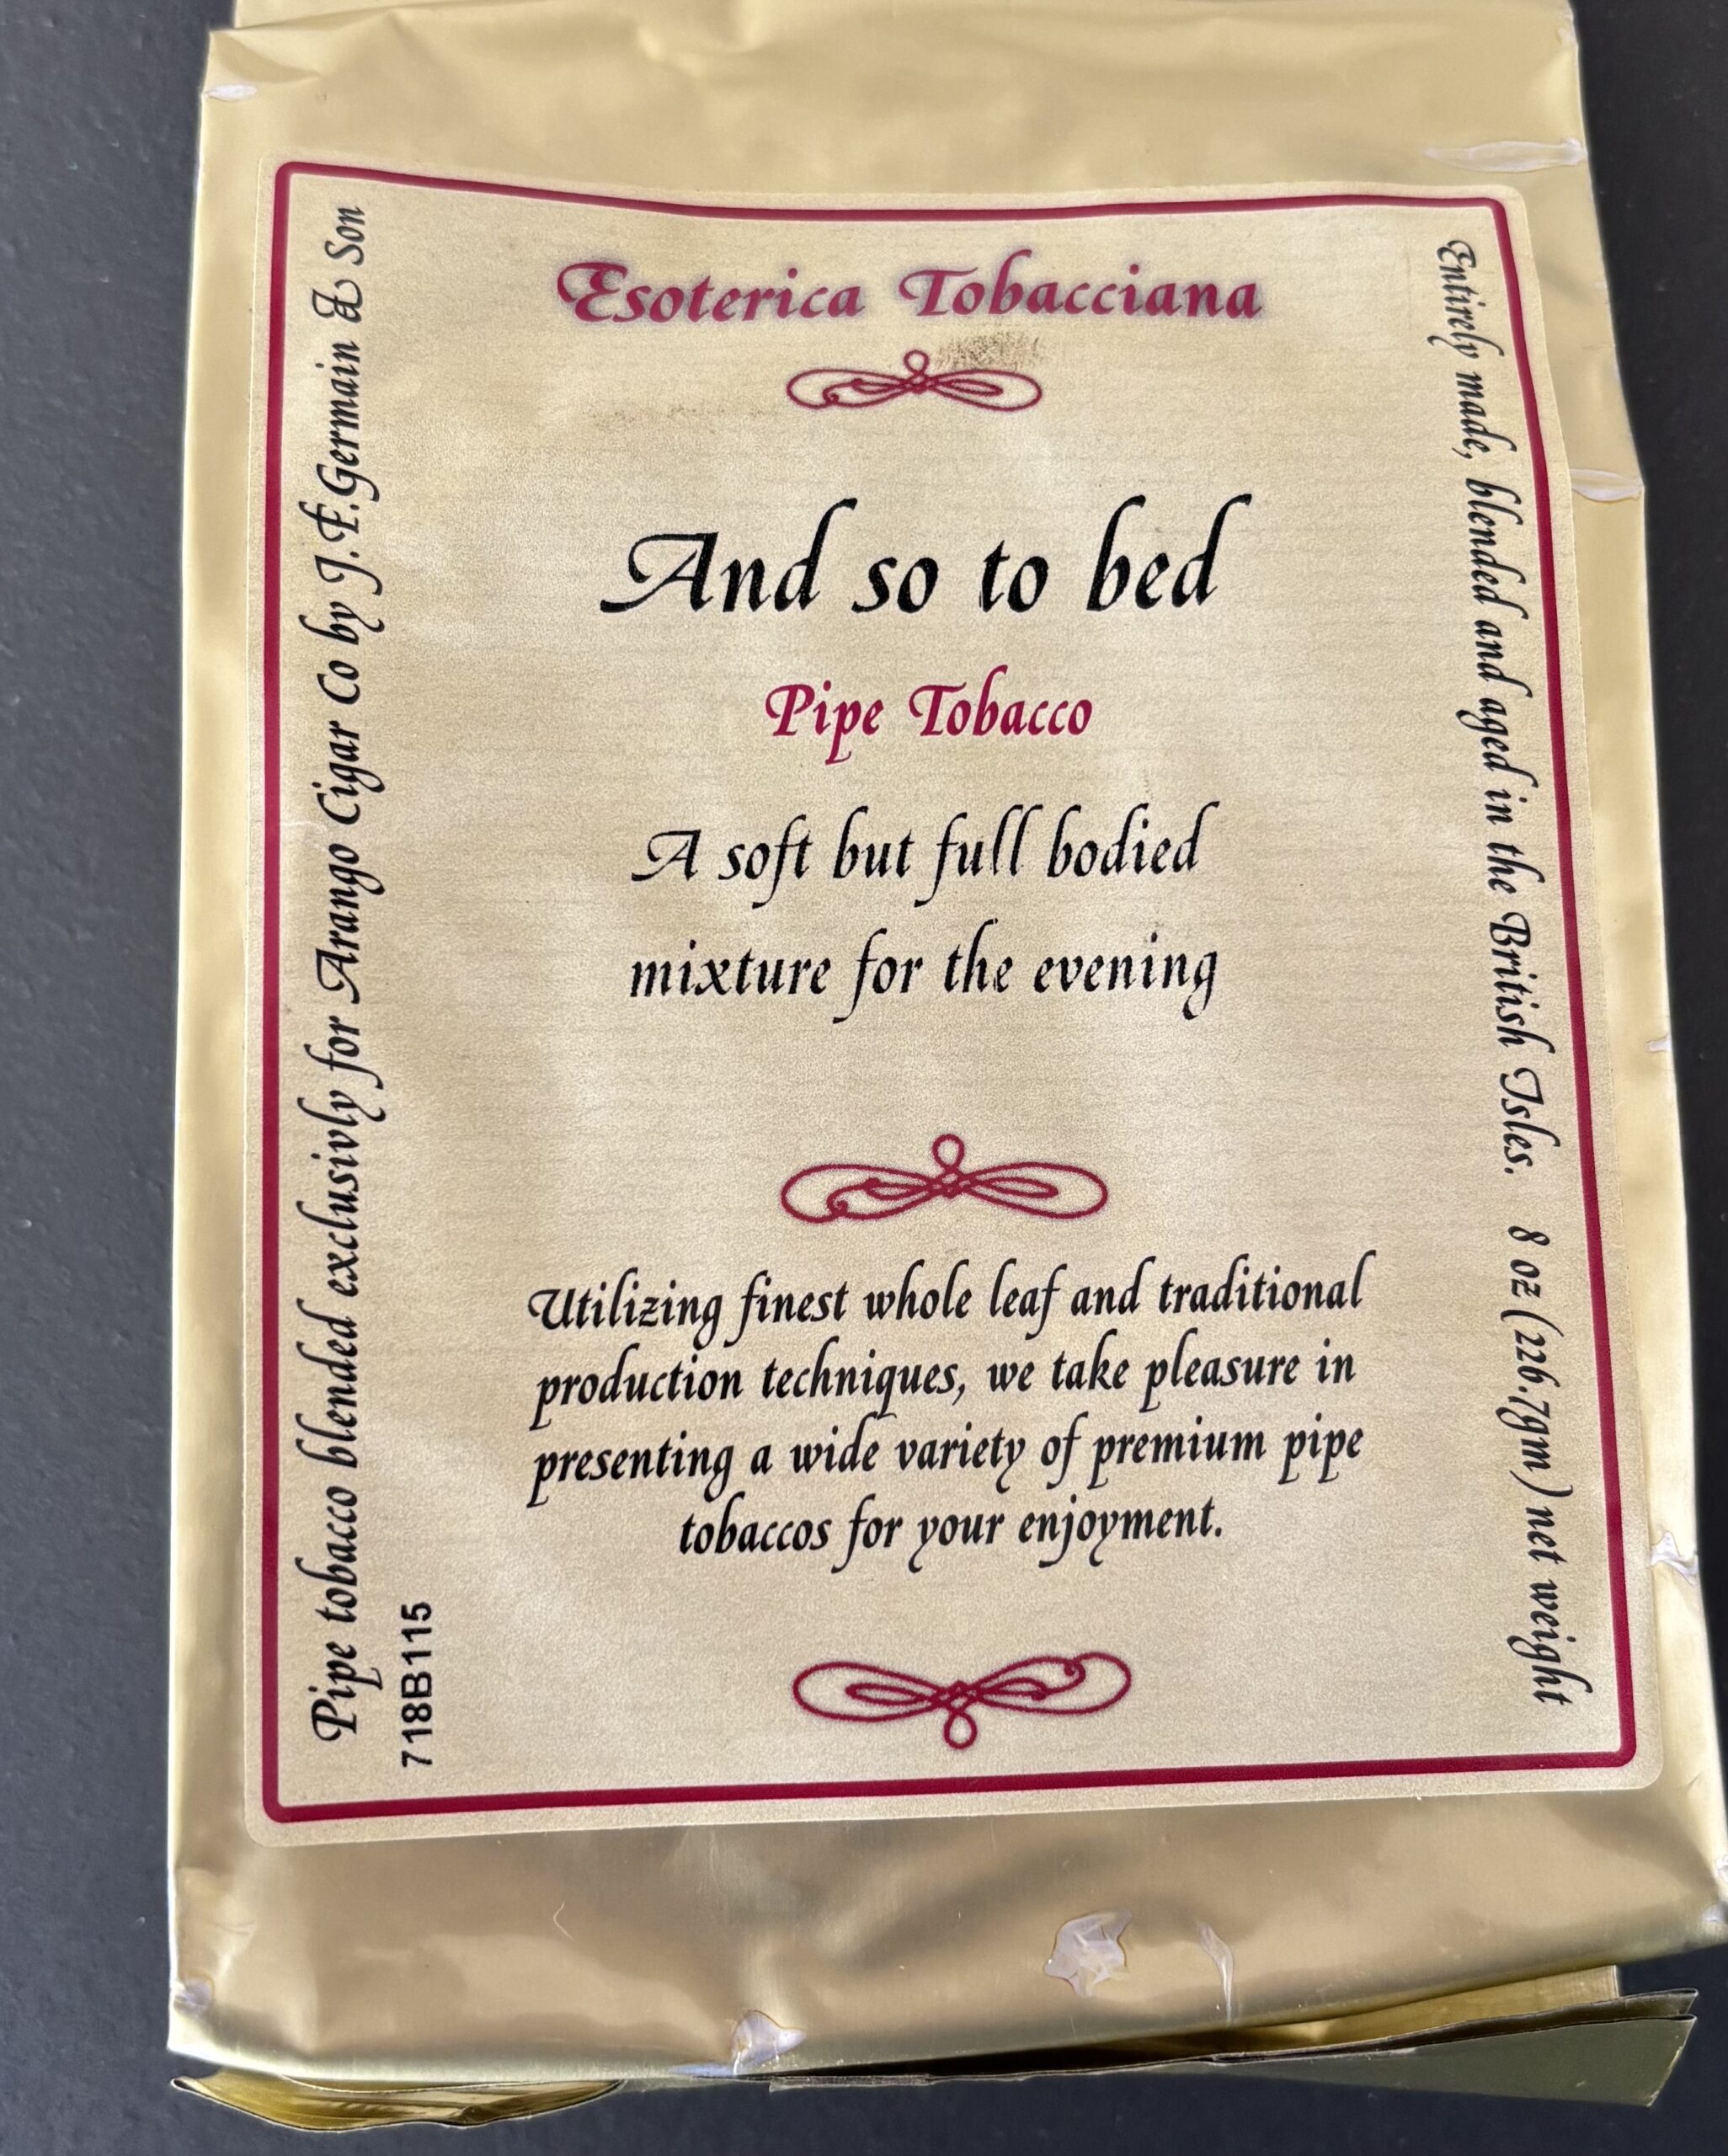 Esoterica Tobacciana
And so to bed
Pipe Tobacco
A soft but full bodied
mixture for the evening
Utilizing finest whole leaf and traditional
production techniques, we take pleasure in
presenting a wide variety of premium pipe
tobaccos for your enjoyment.
Pipe tobacco blended exclusivly for Arango Cigar Co by J.F.Germain & Son
718B115
Entirely made, blended and aged in the British Isles. 8 oz (226.7gm) net weight